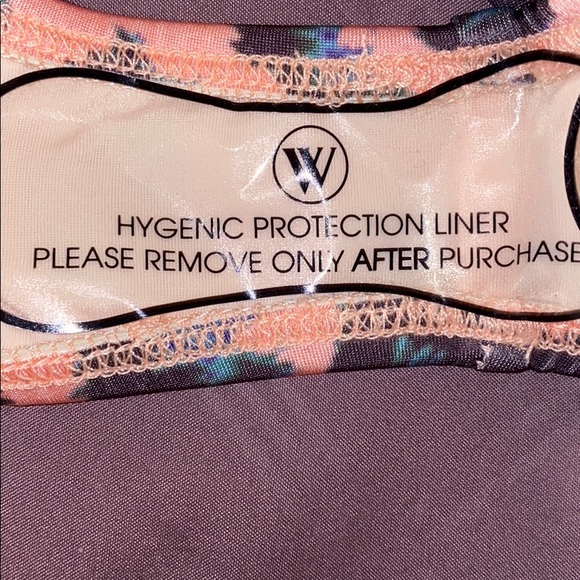 W
HYGENIC PROTECTION LINER
PLEASE REMOVE ONLY AFTER PURCHASE